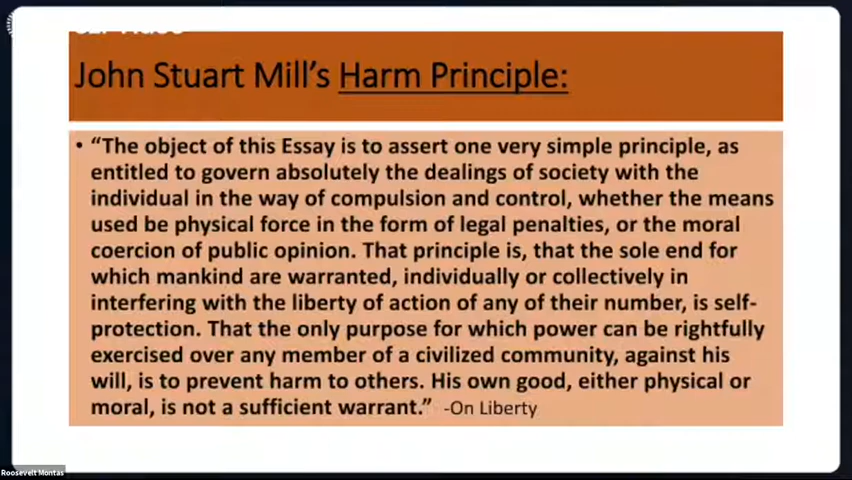 John Stuart Mill's Harm Principle:
• "The object of this Essay is to assert one very simple principle, as
entitled to govern absolutely the dealings of society with the
individual in the way of compulsion and control, whether the means
used be physical force in the form of legal penalties, or the moral
coercion of public opinion. That principle is, that the sole end for
which mankind are warranted, individually or collectively in
interfering with the liberty of action of any of their number, is self-
protection. That the only purpose for which power can be rightfully
exercised over any member of a civilized community, against his
will, is to prevent harm to others. His own good, either physical or
moral, is not a sufficient warrant." -On Liberty
Roosevelt Montas